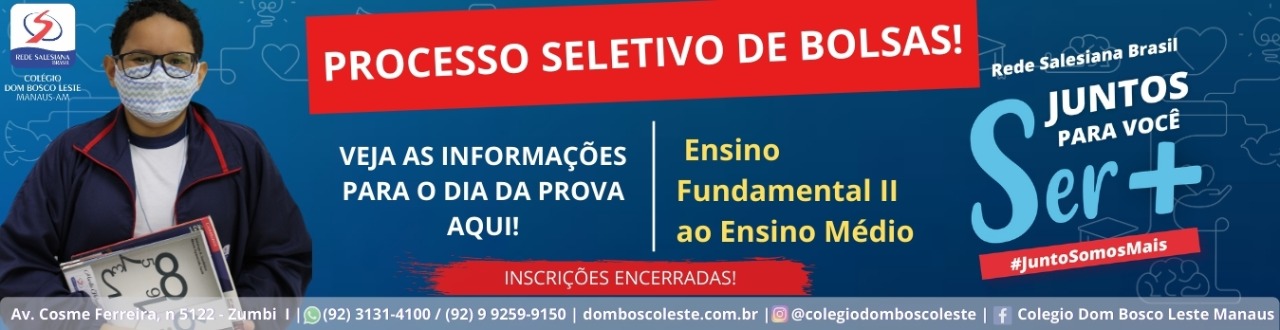 REDE SALESIANA
BRASIL
COLÉGIO
DOM BOSCO LESTE
MANAUS-AM
PROCESSO SELETIVO DE BOLSAS!
VEJA AS INFORMAÇÕES
PARA O DIA DA PROVA
AQUI!
Ensino
Fundamental II
ao Ensino Médio
INSCRIÇÕES ENCERRADAS!
Rede Salesiana Brasil
JUNTOS
PARA VOCÊ
Ser+
#JuntoSomosMais
Av. Cosme Ferreira, n 5122 - Zumbi I | (92) 3131-4100 / (92) 9 9259-9150 | domboscoleste.com.br | @colegiodomboscoleste | Colegio Dom Bosco Leste Manaus